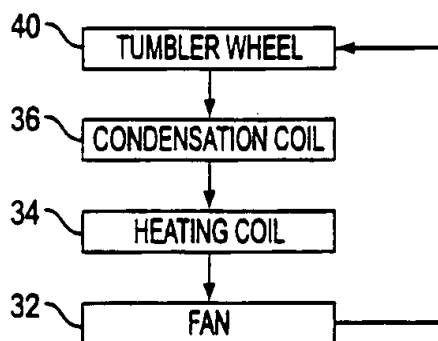 40
TUMBLER WHEEL
36
CONDENSATION COIL
34
HEATING COIL
32
FAN